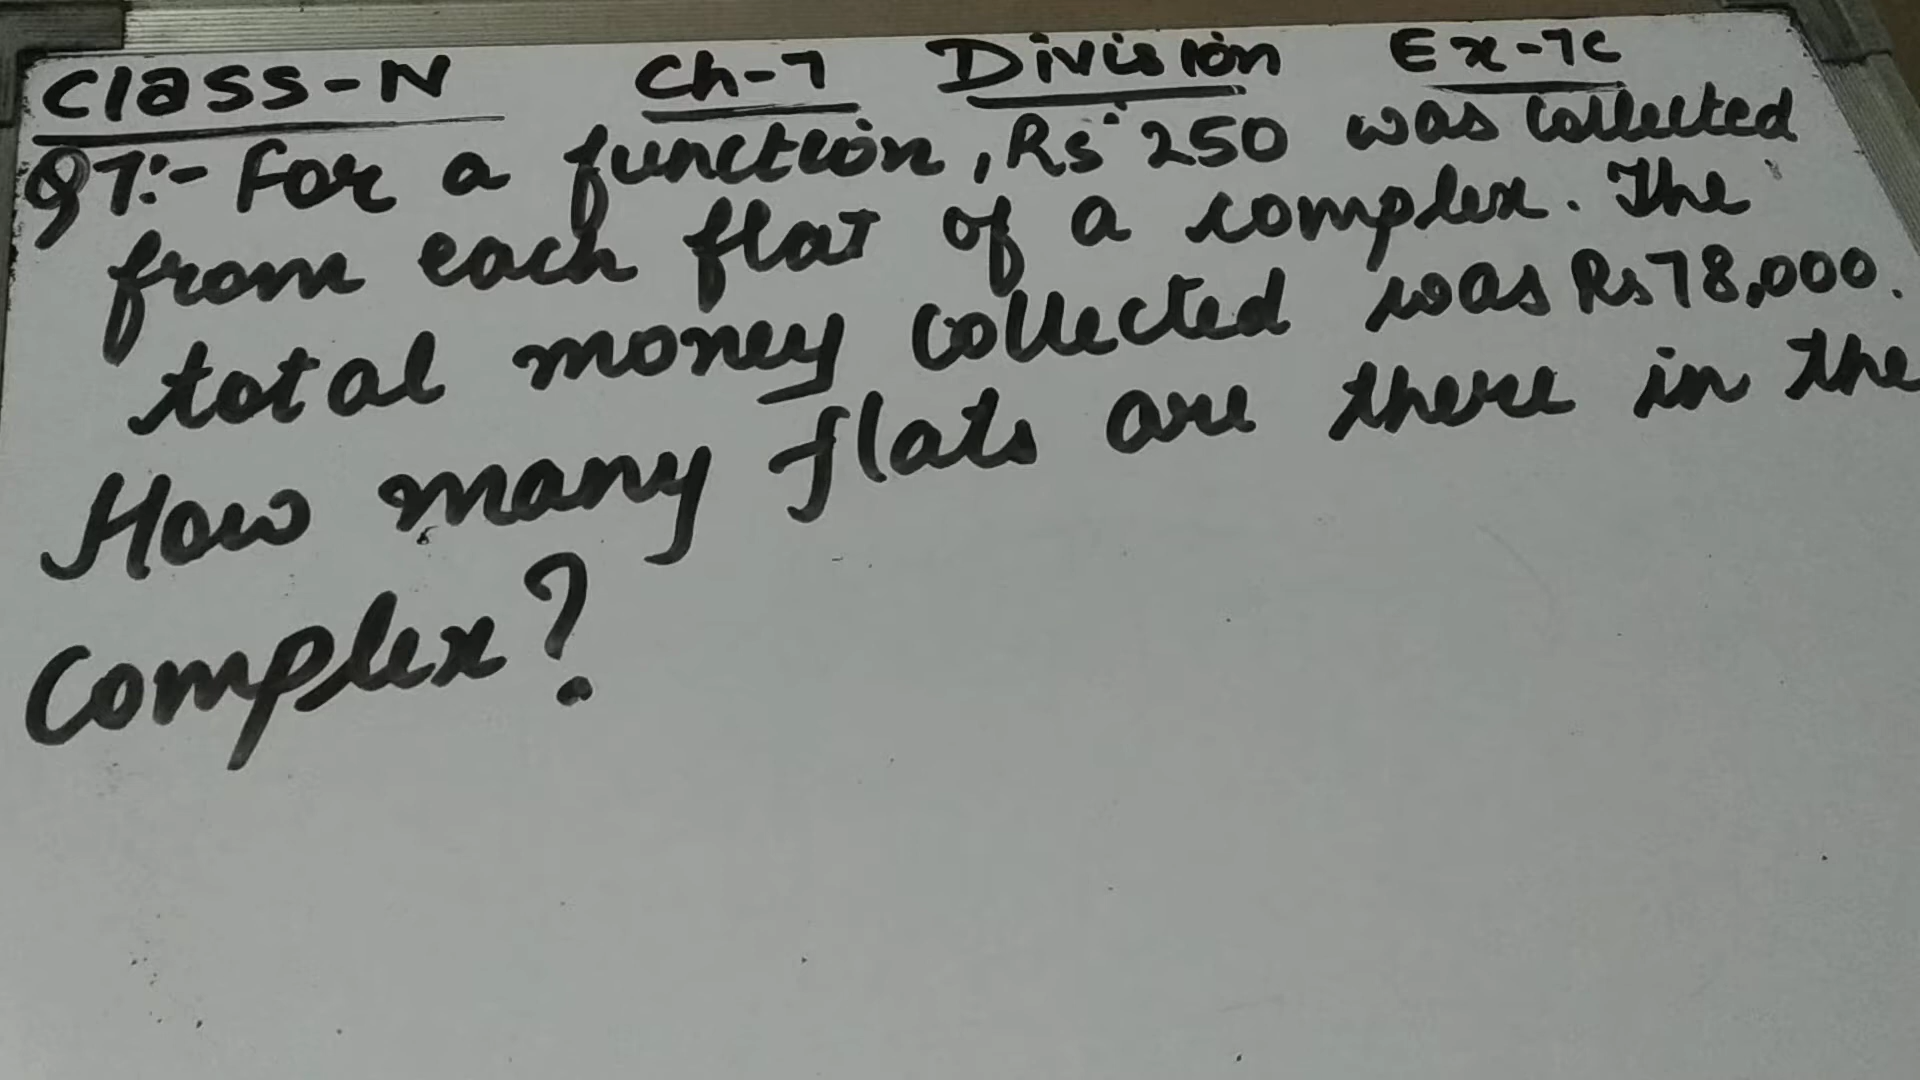 Class-IV Ch-7 Division Ex-7C
Q7:- For a function, Rs 250 was collected
from each flat of a complex. The
total money collected was Rs 78,000.
How many flats are there in the
Complex?